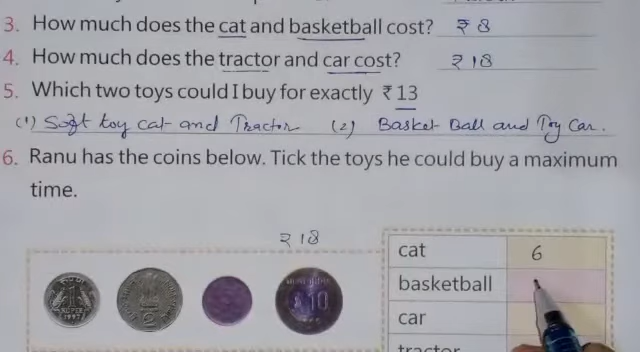 3. How much does the cat and basketball cost? ₹ 8
4. How much does the tractor and car cost? ₹ 18
5. Which two toys could I buy for exactly ₹ 13
(1) Soft toy cat and Tractor (2) Basket Ball and Toy Car.
6. Ranu has the coins below. Tick the toys he could buy a maximum
time.
₹ 18
cat 6
basketball
car
tractor
1
RUPEE
1997
2
10